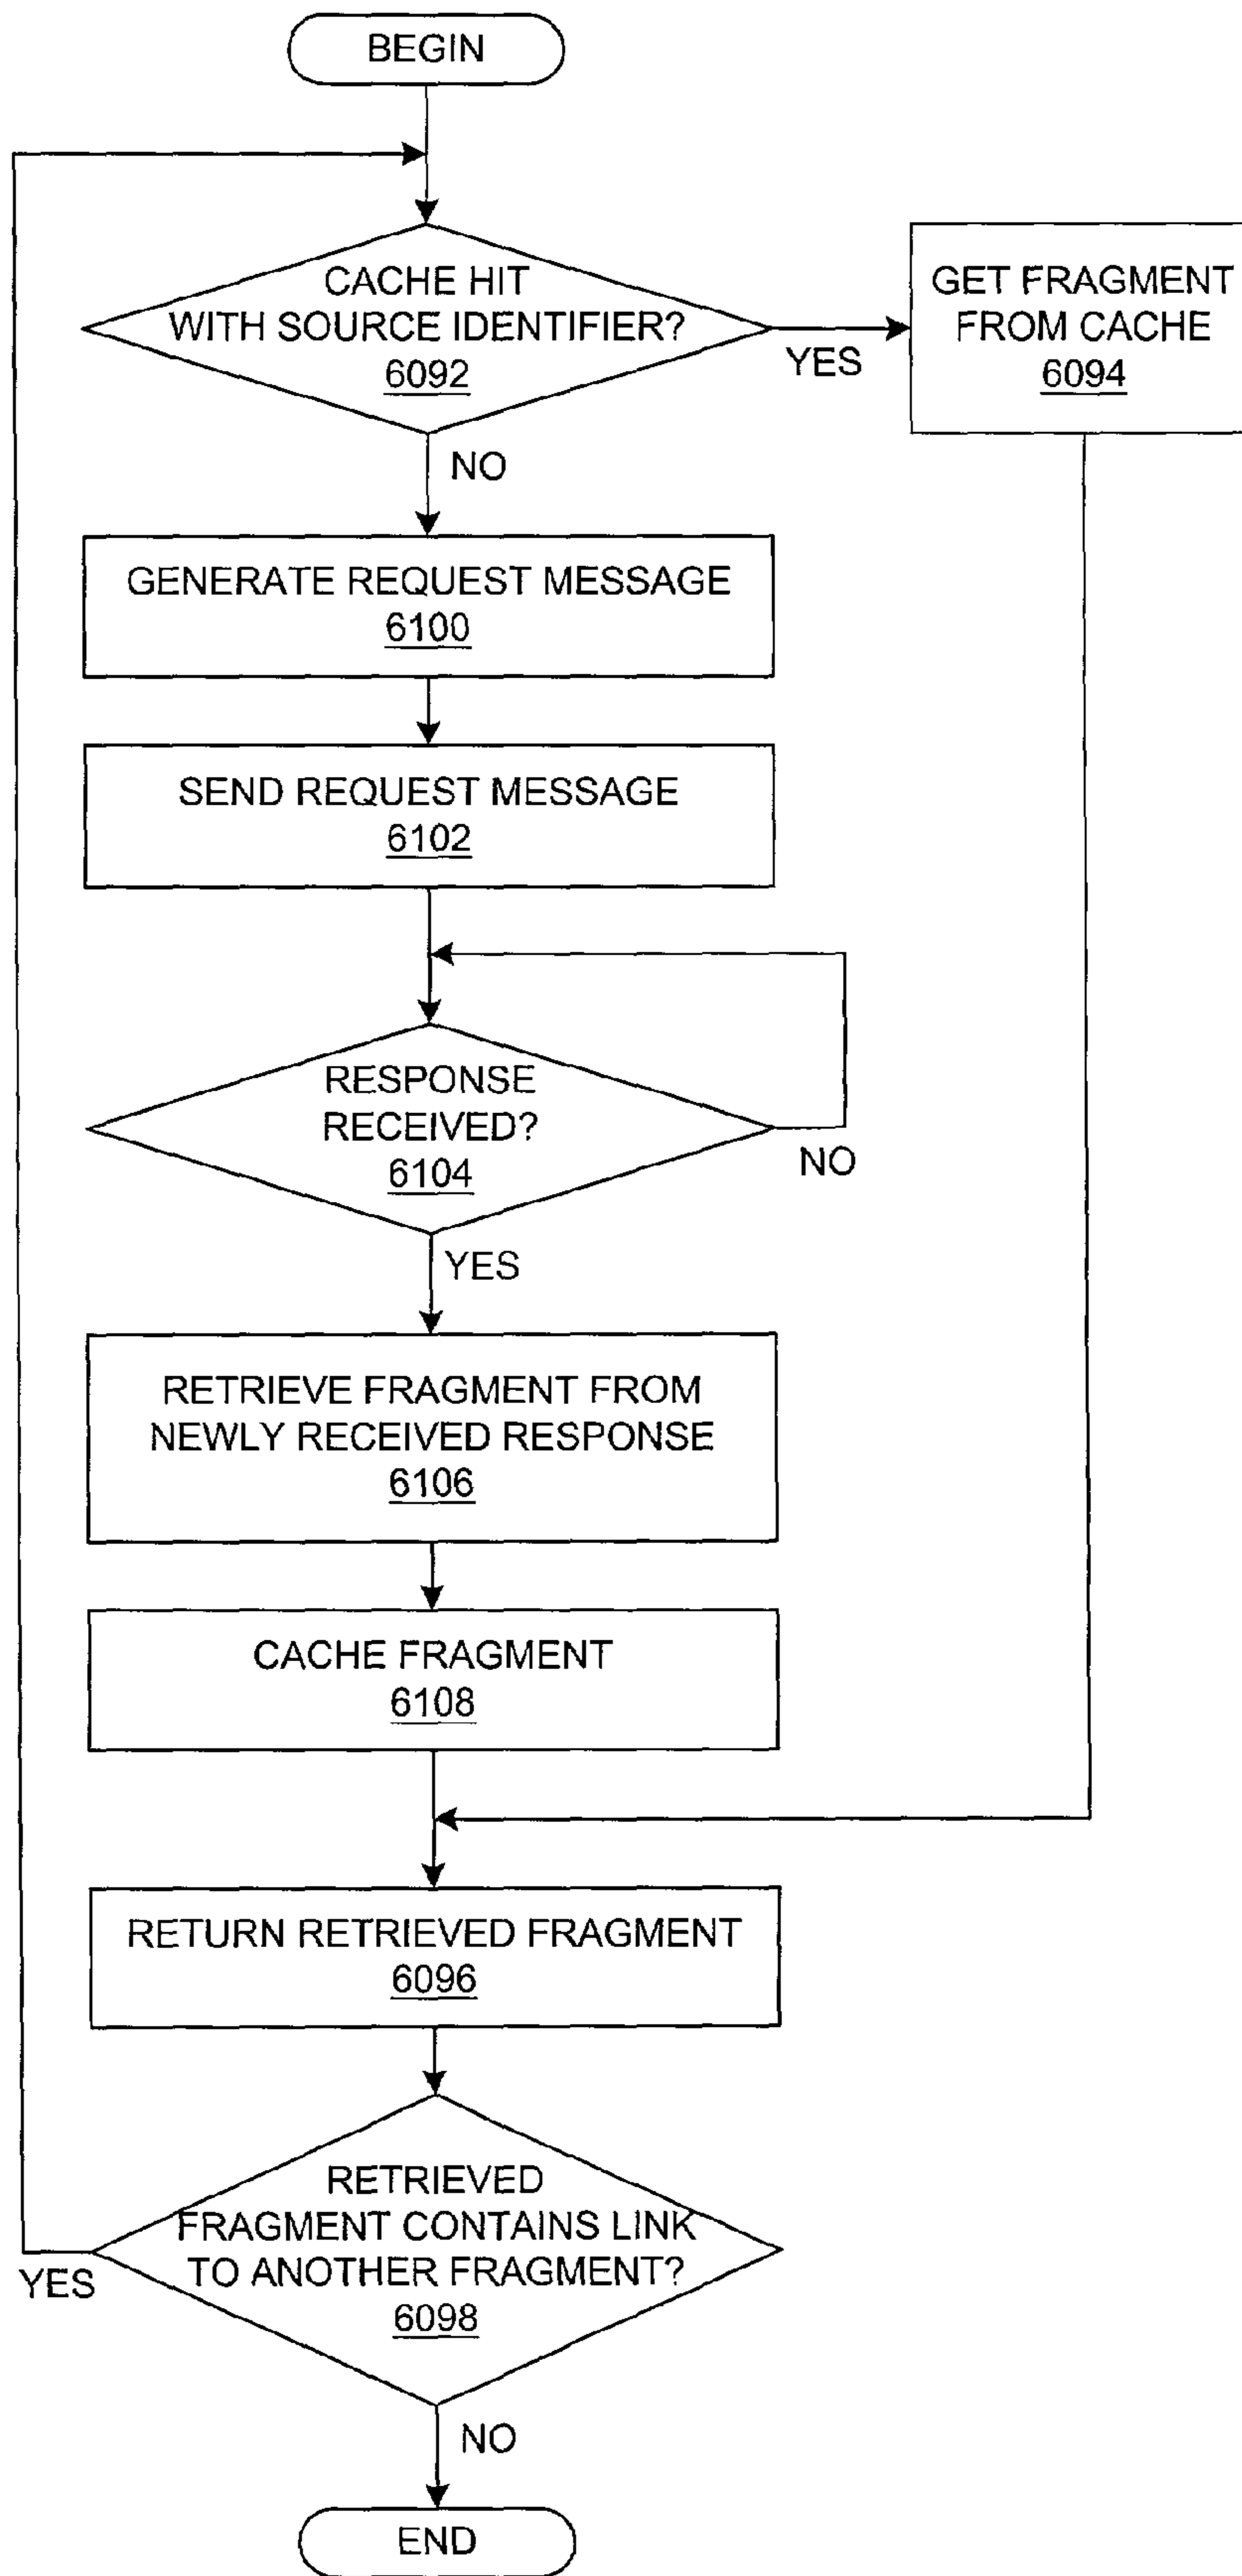 BEGIN
CACHE HIT
WITH SOURCE IDENTIFIER?
6092
YES
GET FRAGMENT
FROM CACHE
6094
NO
GENERATE REQUEST MESSAGE
6100
SEND REQUEST MESSAGE
6102
RESPONSE
RECEIVED?
6104
NO
YES
RETRIEVE FRAGMENT FROM
NEWLY RECEIVED RESPONSE
6106
CACHE FRAGMENT
6108
RETURN RETRIEVED FRAGMENT
6096
RETRIEVED
FRAGMENT CONTAINS LINK
TO ANOTHER FRAGMENT?
6098
YES
NO
END